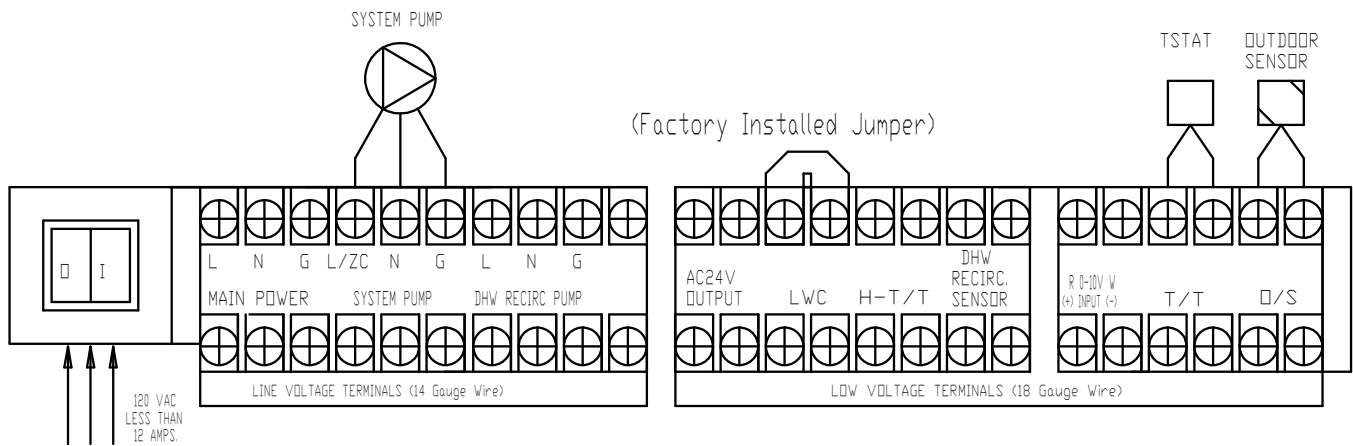 SYSTEM PUMP
TSTAT
OUTDOOR
SENSOR
(Factory Installed Jumper)
O I
L N G L/ZC N G L N G
MAIN POWER
SYSTEM PUMP
DHW RECIRC PUMP
AC24V
OUTPUT
LWC
H-T/T
DHW
RECIRC.
SENSOR
R 0-10V W
(+) INPUT (-)
T/T
O/S
LINE VOLTAGE TERMINALS (14 Gauge Wire)
LOW VOLTAGE TERMINALS (18 Gauge Wire)
120 VAC
LESS THAN
12 AMPS.